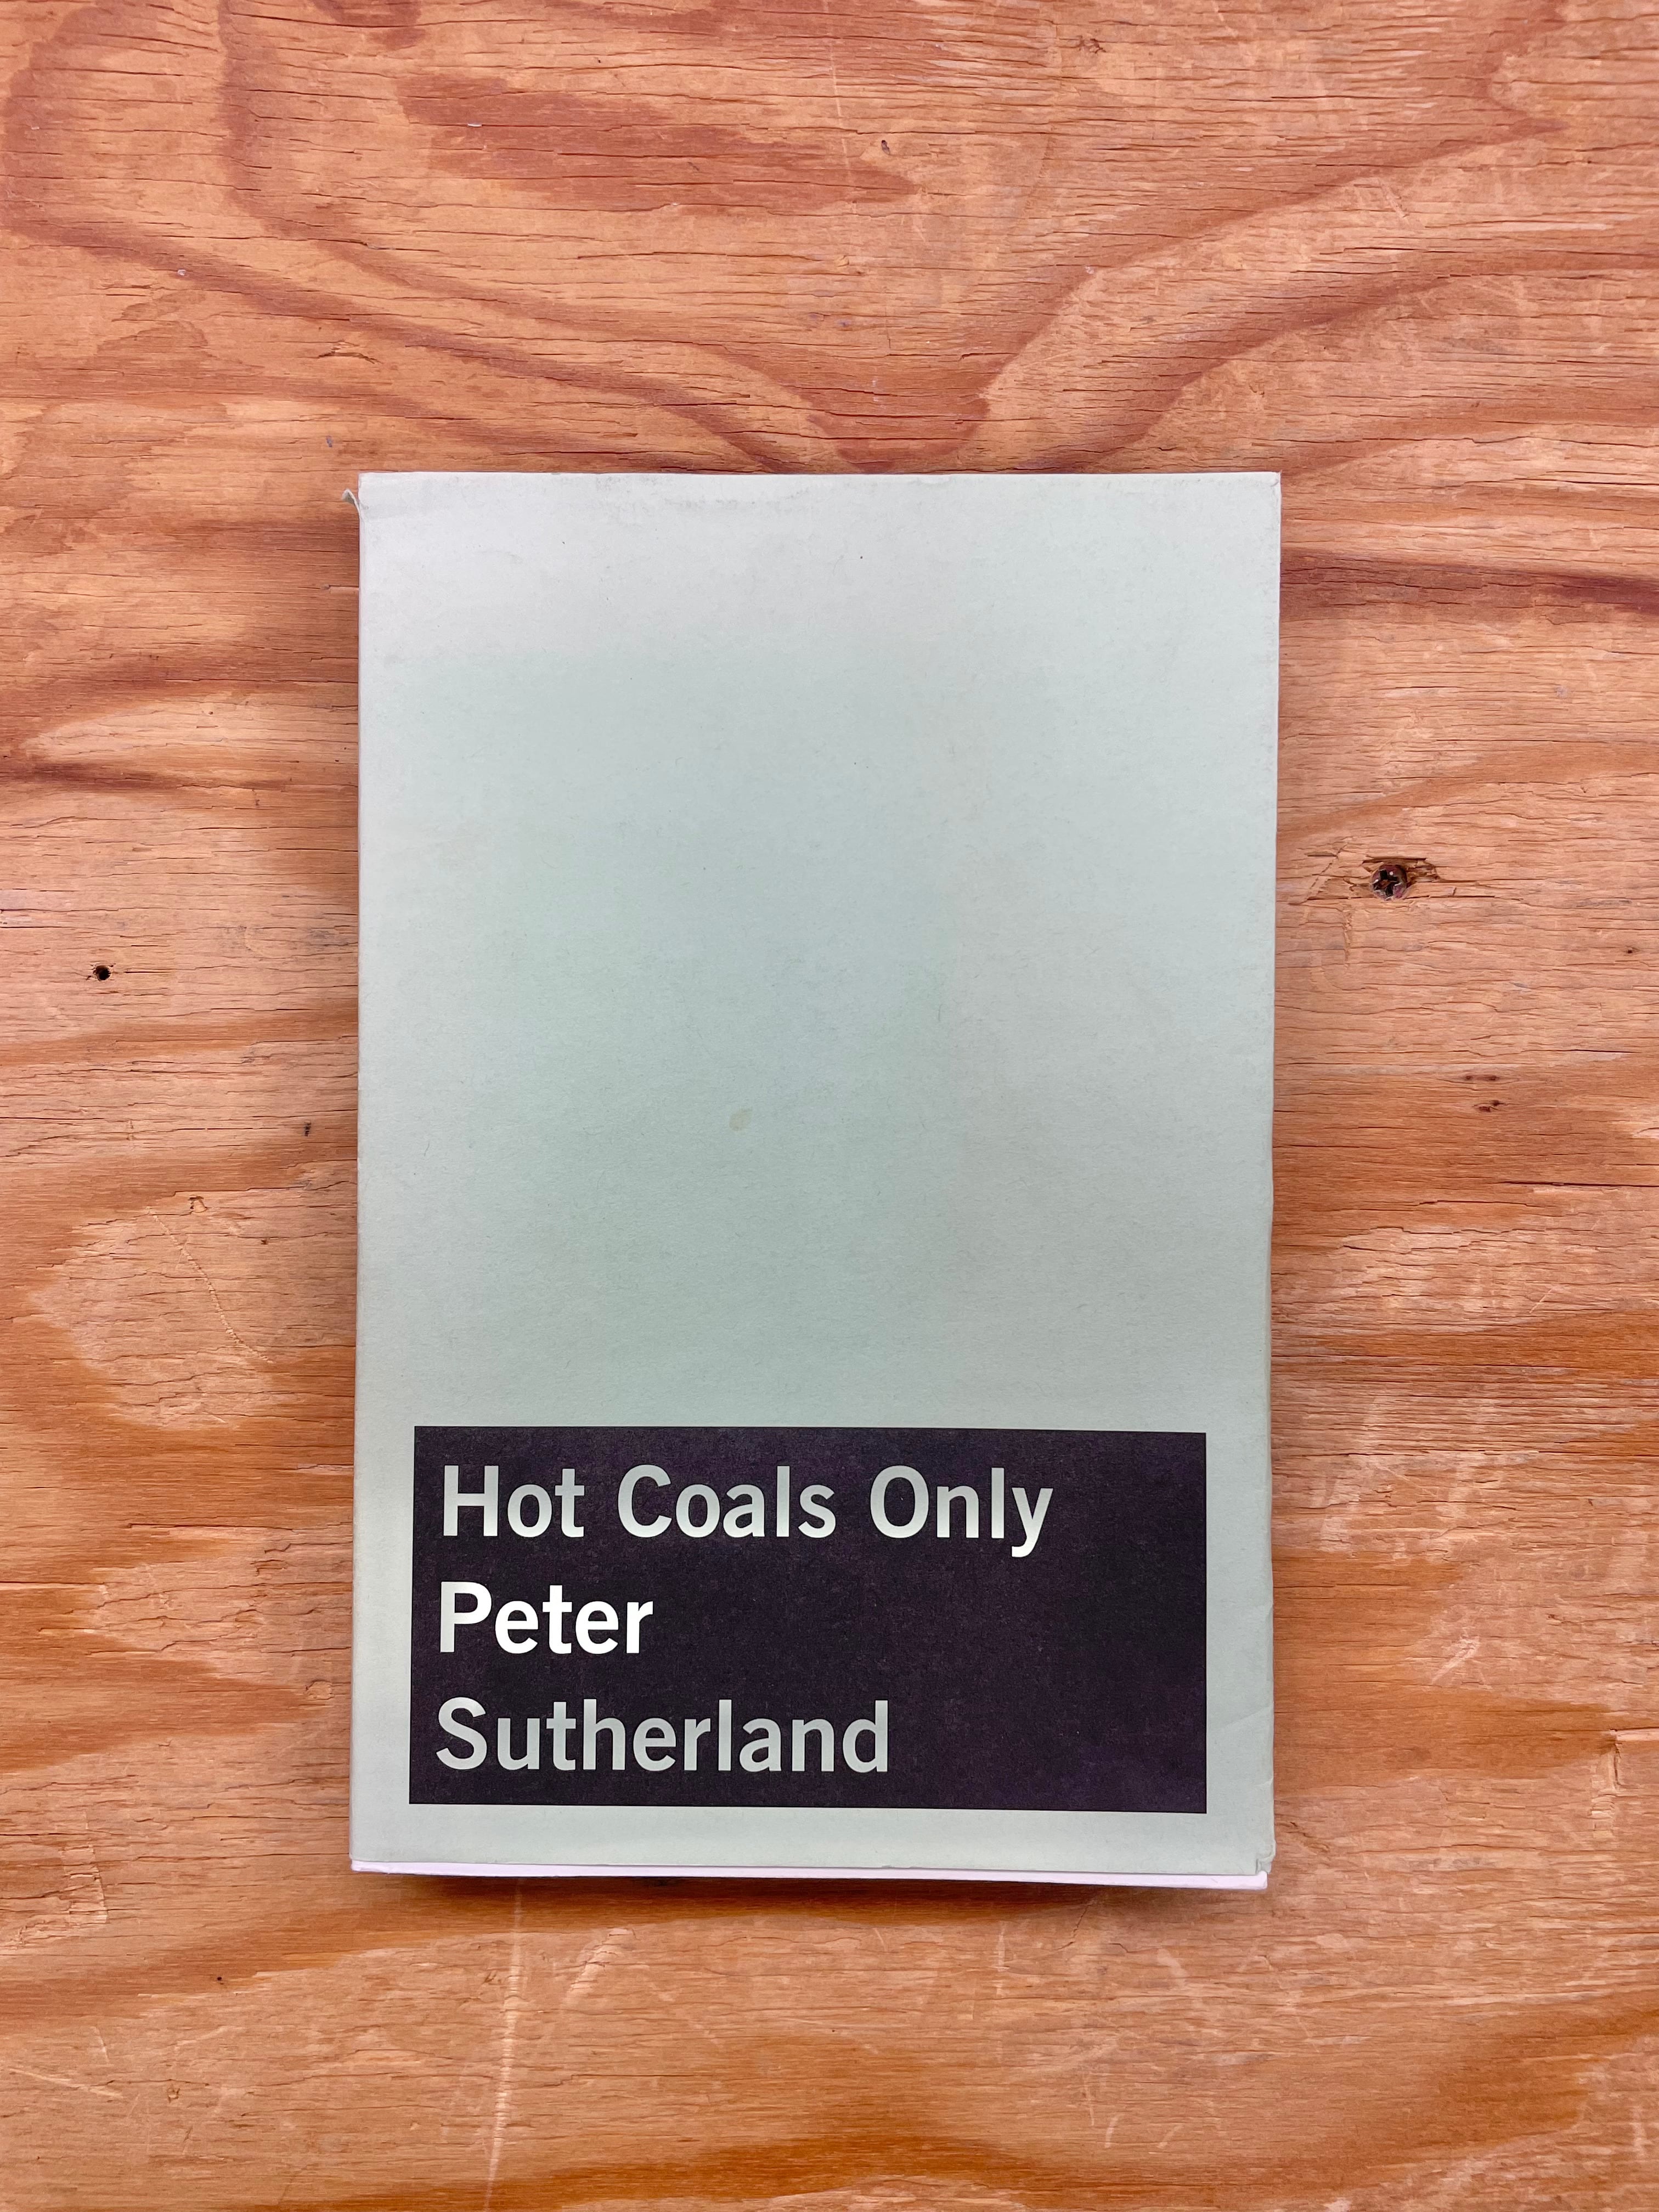 Hot Coals Only
Peter
Sutherland